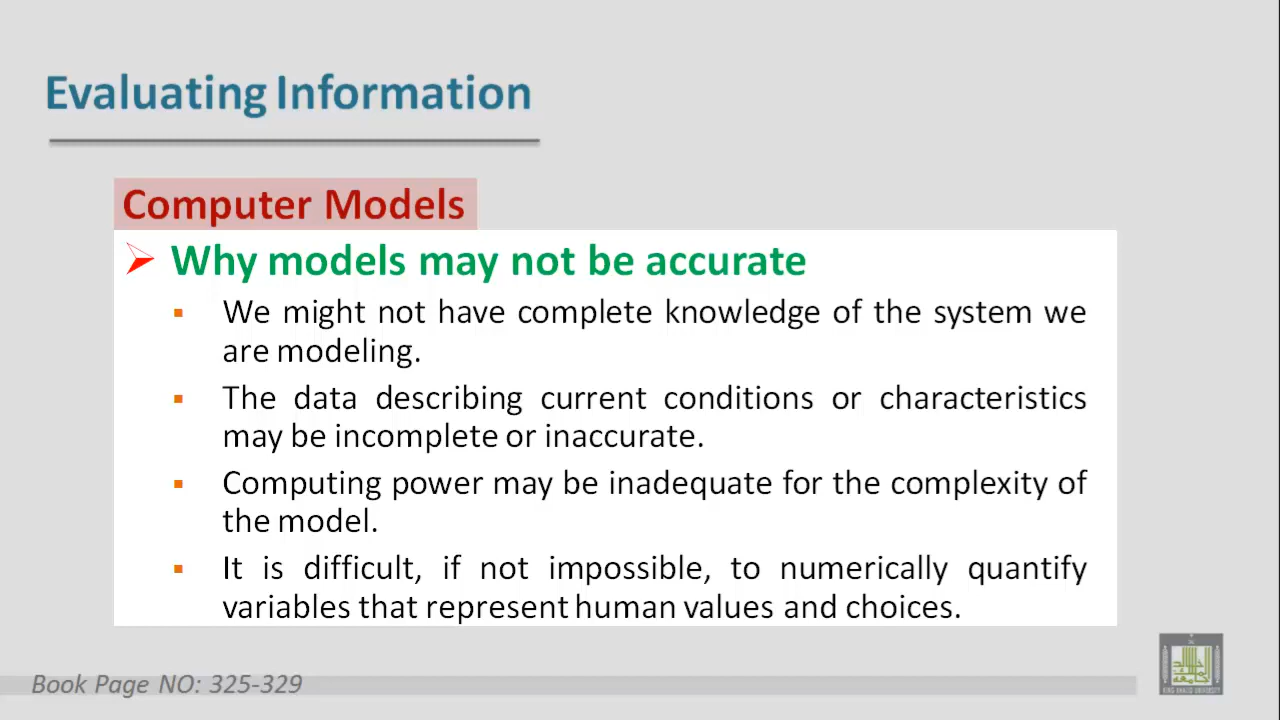 Evaluating Information
Computer Models
Why models may not be accurate
We might not have complete knowledge of the system we
are modeling.
The data describing current conditions or characteristics
may be incomplete or inaccurate.
Computing power may be inadequate for the complexity of
the model.
It is difficult, if not impossible, to numerically quantify
variables that represent human values and choices.
Book Page NO: 325-329
KING KHALID UNIVERSITY